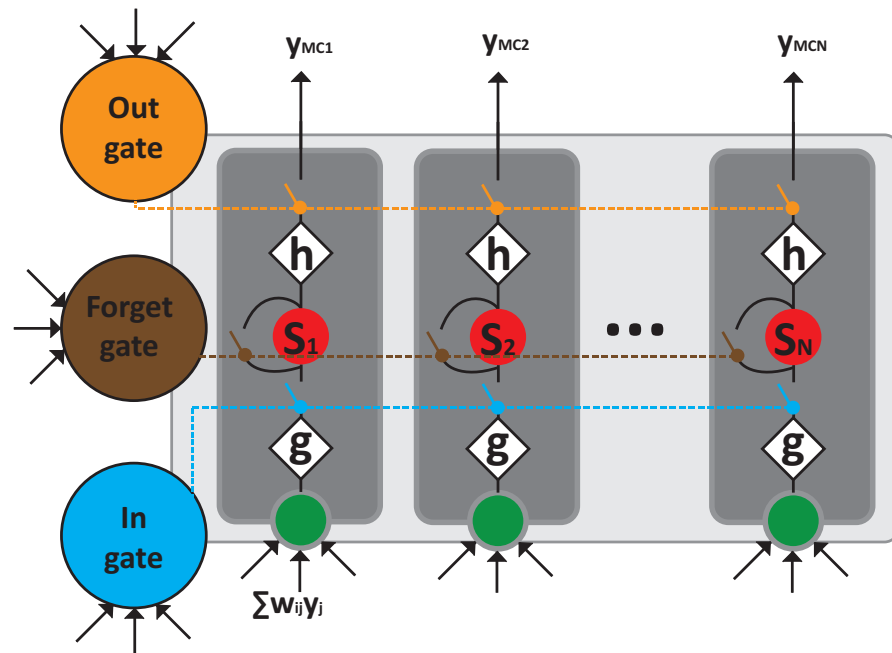 yMC1
yMC2
yMCN
Out
gate
h
h
h
Forget
gate
S1
S2
...
SN
g
g
g
In
gate
∑wijyj